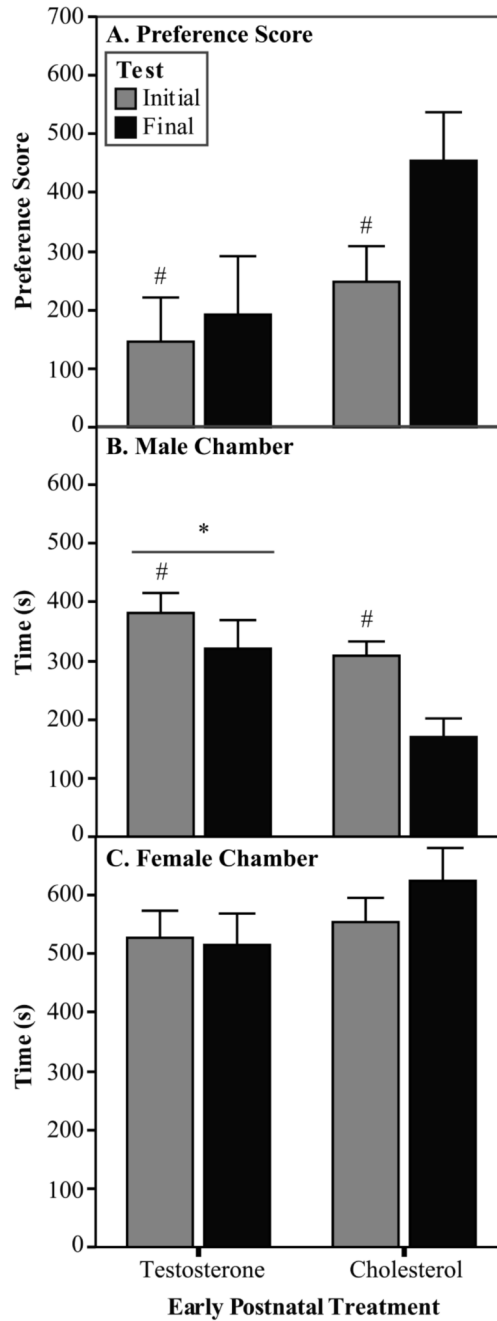 A. Preference Score
Test
Initial
Final
Preference Score
700
600
500
400
300
200
100
0
#
#
B. Male Chamber
Time (s)
600
500
400
300
200
100
0
*
#
#
C. Female Chamber
Time (s)
600
500
400
300
200
100
0
Testosterone
Cholesterol
Early Postnatal Treatment